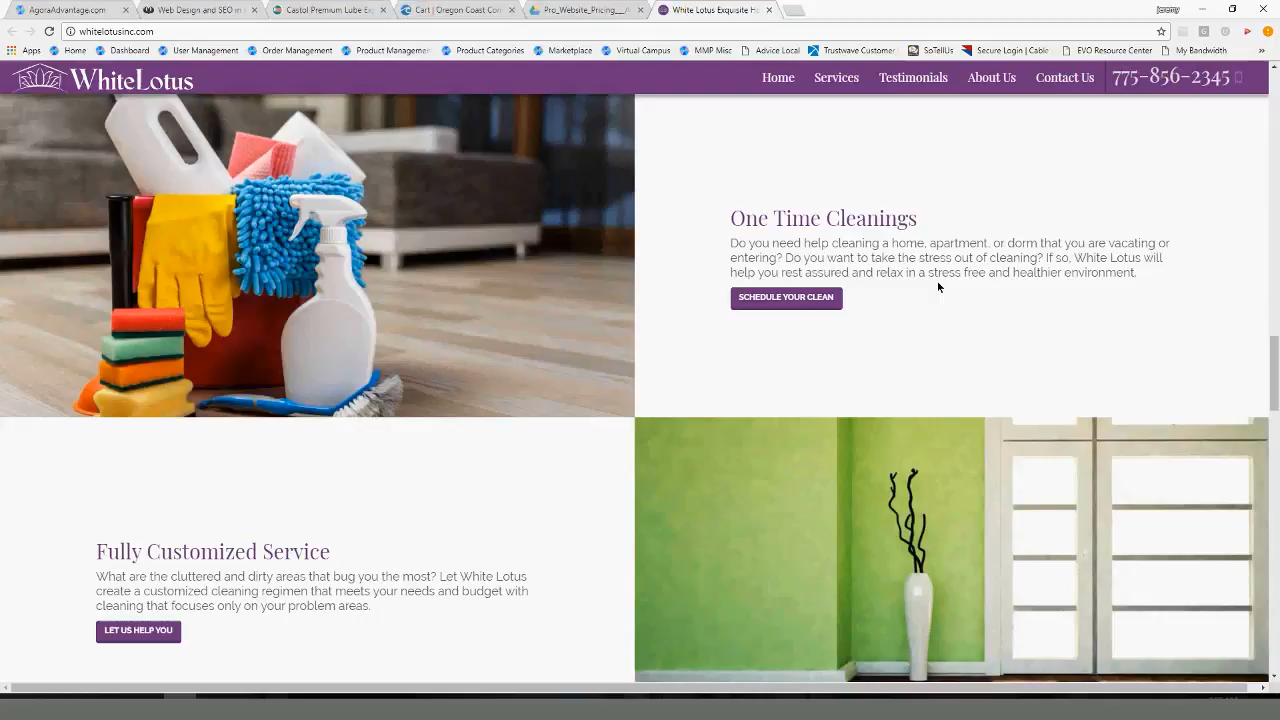 AgoraAdvantage.com
Web Design and SEO in
Castol Premium Lube Ex
Cart | Oregon Coast Com
Pro_Website_Pricing__A
White Lotus Exquisite Ho
Jeremy
whitelotusinc.com
Apps
Home
Dashboard
User Management
Order Management
Product Management
Product Categories
Marketplace
Virtual Campus
MMP Misc
Advice Local
Trustwave Customer
SoTellUs
Secure Login | Cable
EVO Resource Center
My Bandwidth
WhiteLotus
Home
Services
Testimonials
About Us
Contact Us
775-856-2345
One Time Cleanings
Do you need help cleaning a home, apartment, or dorm that you are vacating or
entering? Do you want to take the stress out of cleaning? If so, White Lotus will
help you rest assured and relax in a stress free and healthier environment.
SCHEDULE YOUR CLEAN
Fully Customized Service
What are the cluttered and dirty areas that bug you the most? Let White Lotus
create a customized cleaning regimen that meets your needs and budget with
cleaning that focuses only on your problem areas.
LET US HELP YOU